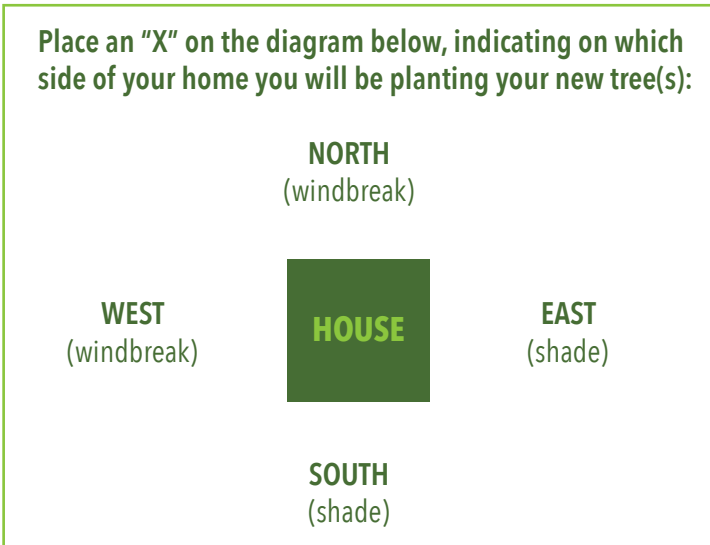 Place an “X” on the diagram below, indicating on which
side of your home you will be planting your new tree(s):
NORTH
(windbreak)
WEST
(windbreak)
HOUSE
EAST
(shade)
SOUTH
(shade)